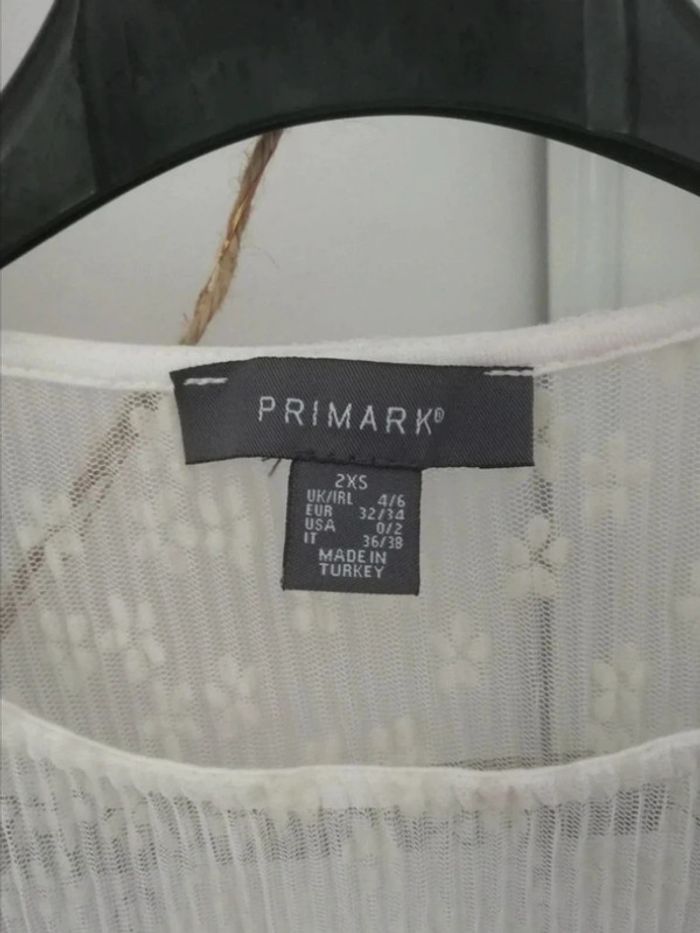 PRIMARK®
2XS
UK/IRL 4/6
EUR 32/34
USA 0/2
IT 36/38
MADE IN
TURKEY